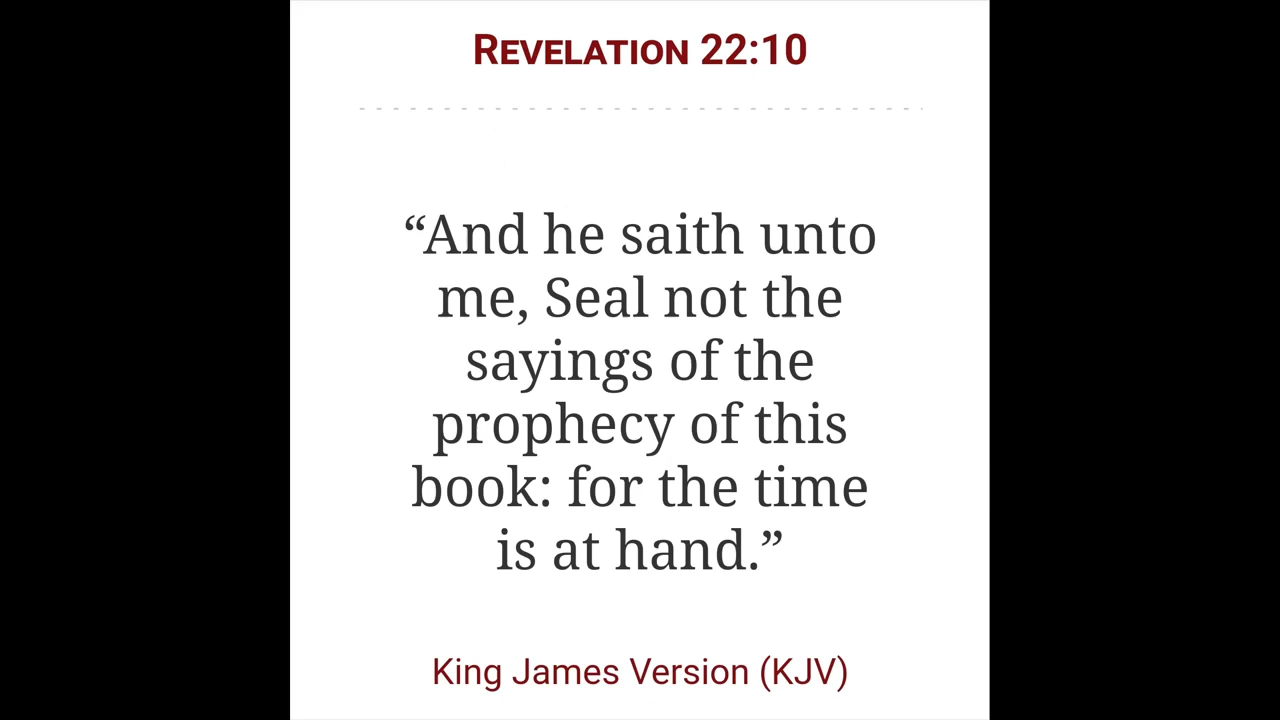 REVELATION 22:10
“And he saith unto
me, Seal not the
sayings of the
prophecy of this
book: for the time
is at hand.”
King James Version (KJV)